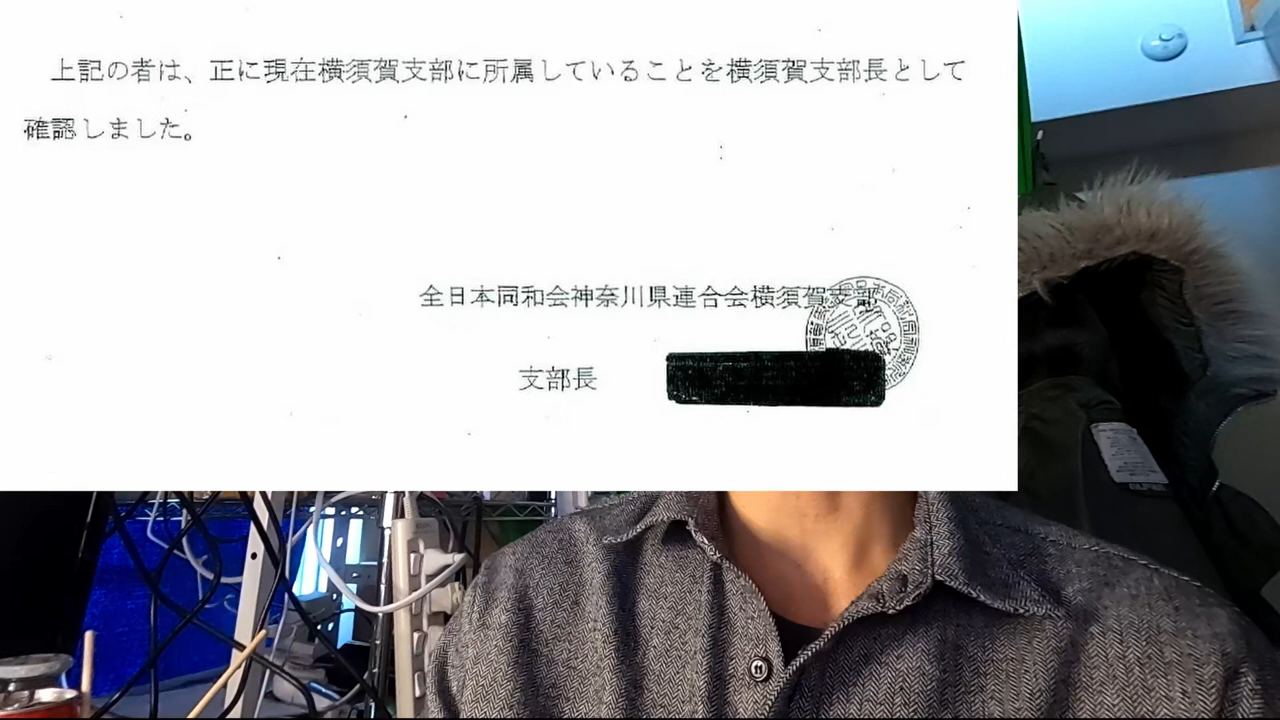 上記の者は、正に現在横須賀支部に所属していることを横須賀支部長として
確認しました。
全日本同和会神奈川県連合会横須賀支部
支部長